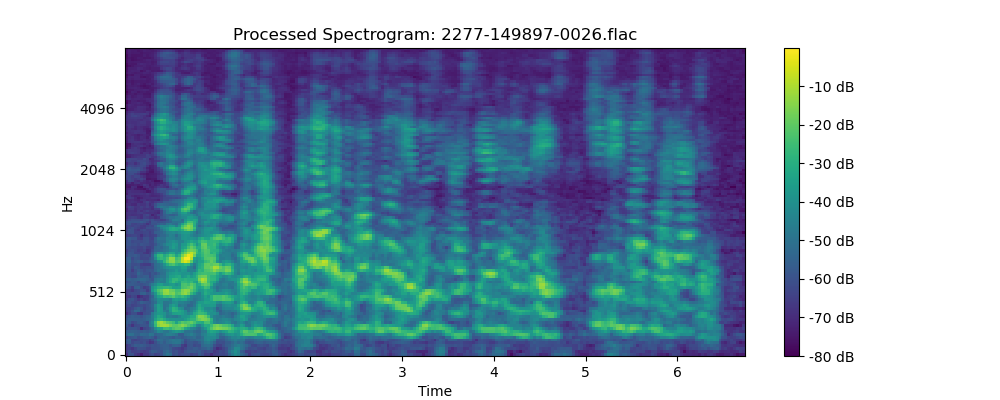 Processed Spectrogram: 2277-149897-0026.flac
Hz
4096
2048
1024
512
0
0 1 2 3 4 5 6
Time
-10 dB
-20 dB
-30 dB
-40 dB
-50 dB
-60 dB
-70 dB
-80 dB